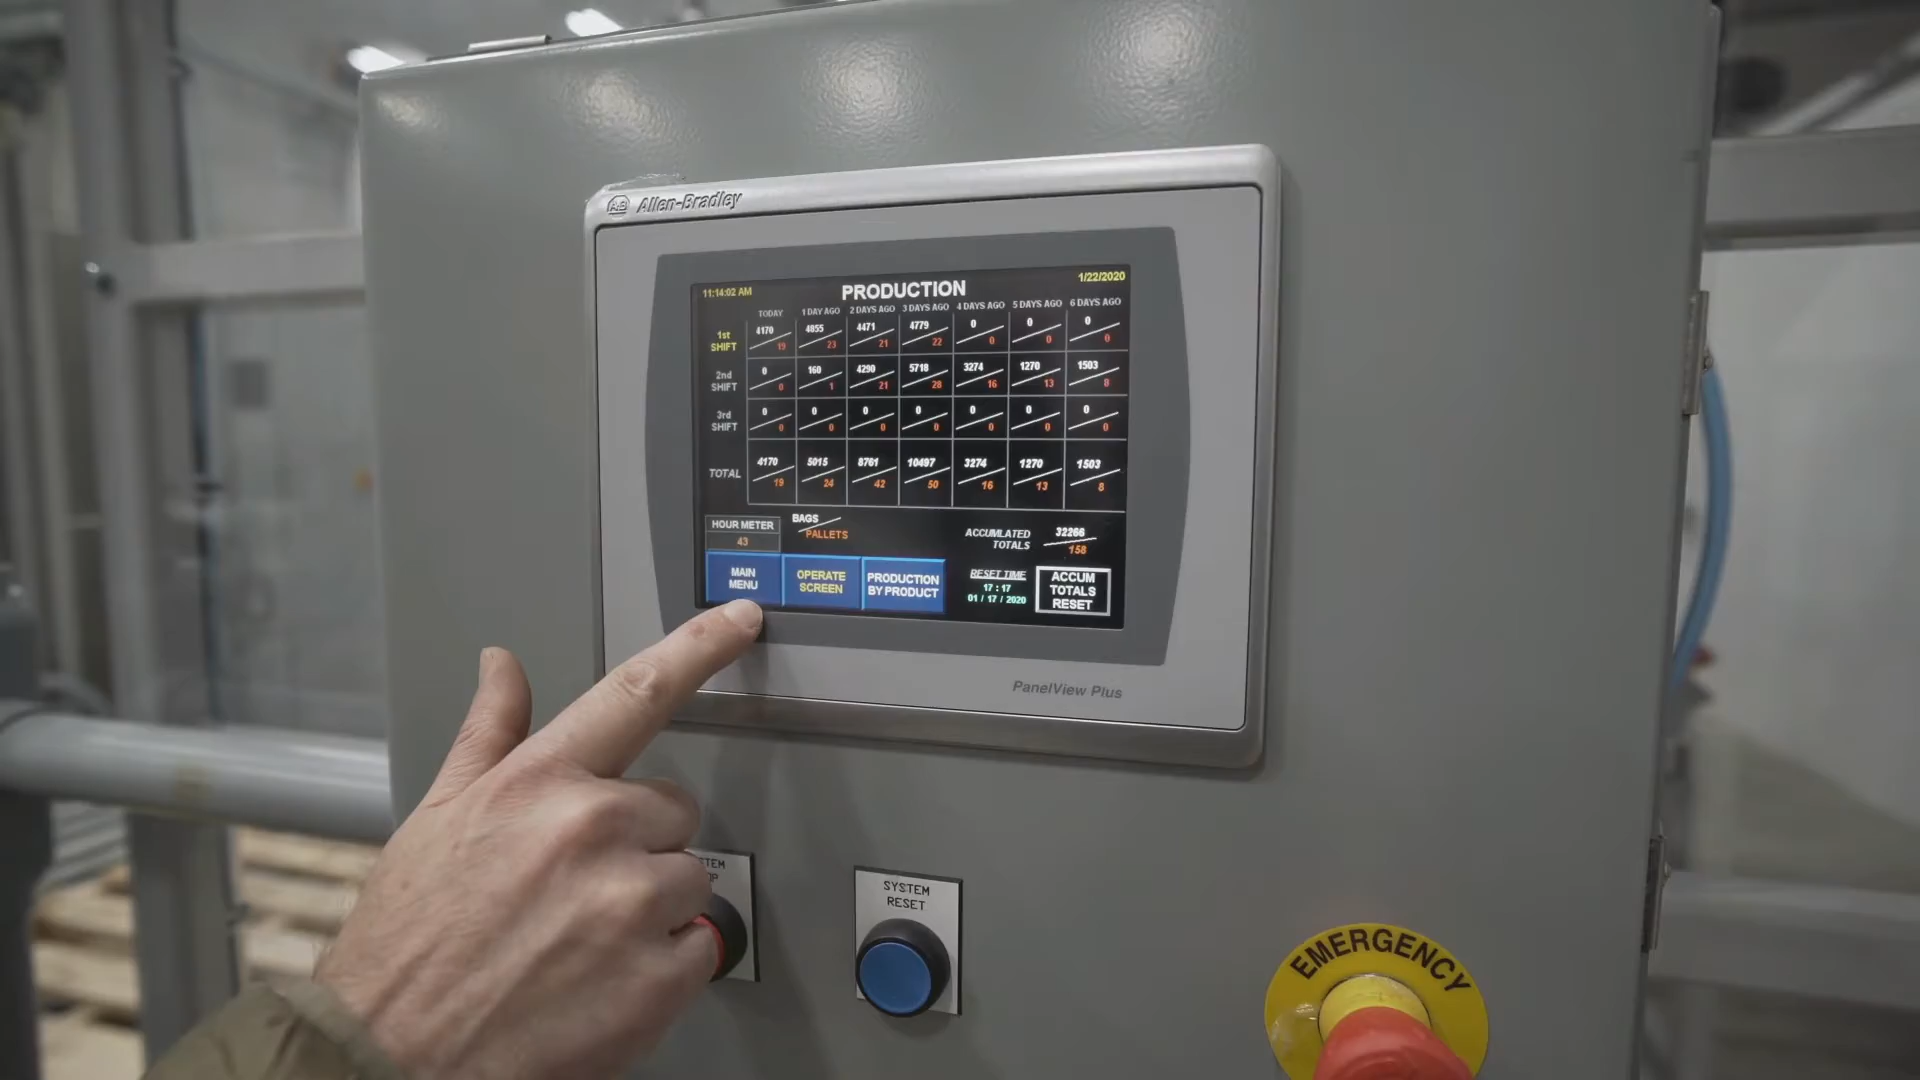 Allen-Bradley
11:14:02 AM
PRODUCTION
1/22/2020
TODAY 1 DAY AGO 2 DAYS AGO 3 DAYS AGO 4 DAYS AGO 5 DAYS AGO 6 DAYS AGO
1st SHIFT 4170 19 4855 23 4471 21 4779 22 0 0 0 0 0 0
2nd SHIFT 0 0 160 1 4290 21 5718 28 3274 16 1270 13 1503 8
3rd SHIFT 0 0 0 0 0 0 0 0 0 0 0 0 0 0
TOTAL 4170 19 5015 24 8761 42 10497 50 3274 16 1270 13 1503 8
HOUR METER
43
BAGS
PALLETS
ACCUMLATED
TOTALS
32266
158
MAIN
MENU
OPERATE
SCREEN
PRODUCTION
BY PRODUCT
RESET TIME
17 : 17
01 / 17 / 2020
ACCUM
TOTALS
RESET
PanelView Plus
SYSTEM
RESET
EMERGENCY